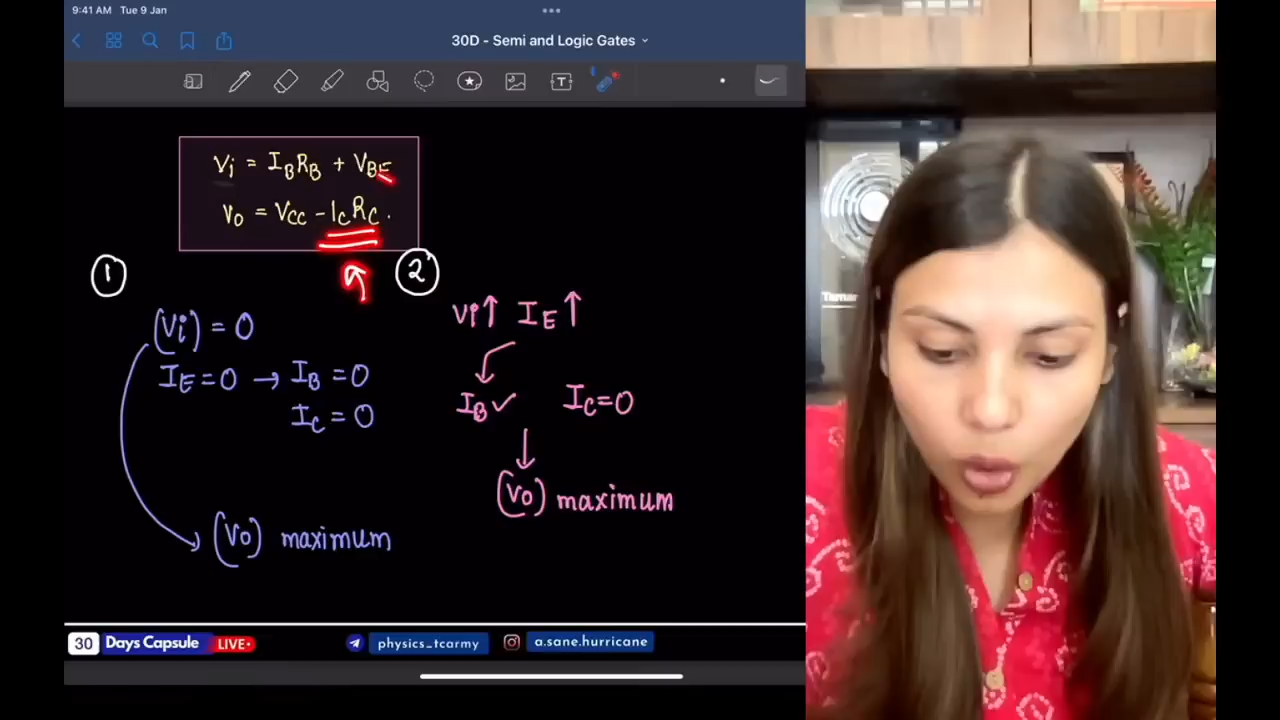 9:41 AM Tue 9 Jan
30D - Semi and Logic Gates
T
Vi = IBRB + VBE
Vo = VCC - ICRC.
1
2
(Vi) = 0
IE = 0 → IB = 0
IC = 0
(Vo) maximum
Vi↑ IE↑
IB✓ IC=0
(Vo) maximum
30 Days Capsule LIVE
physics_tcarmy
a.sane.hurricane